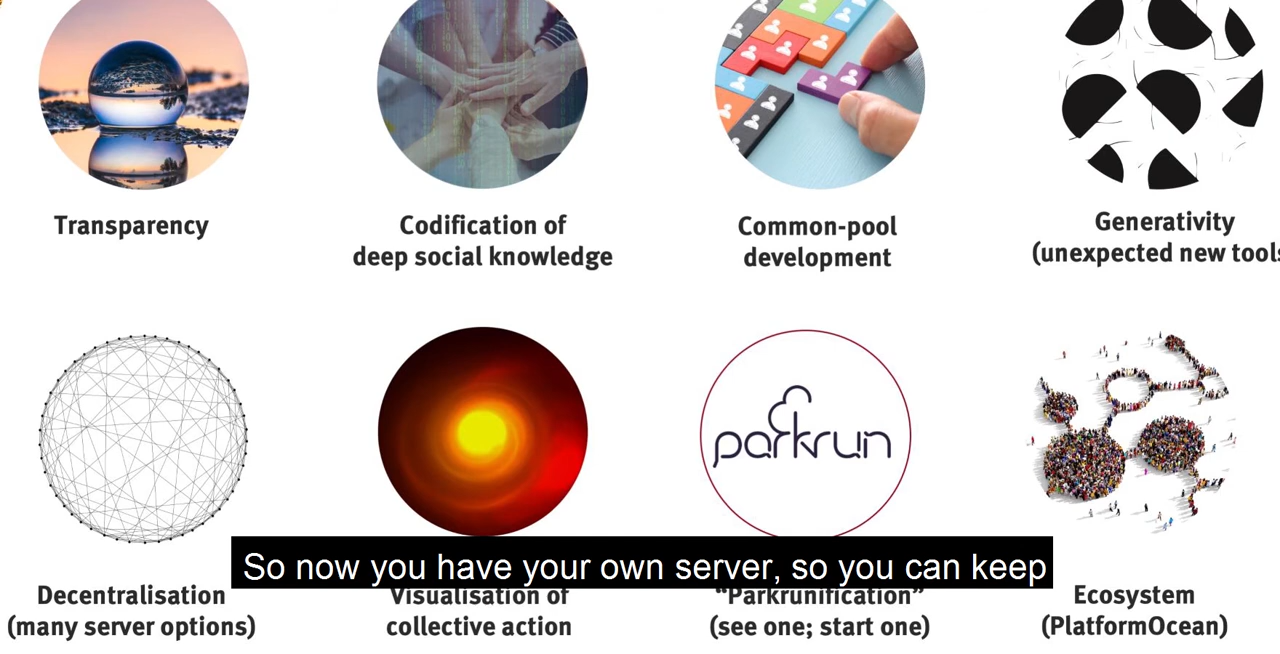 Transparency
Codification of
deep social knowledge
Common-pool
development
Generativity
(unexpected new tools
parkrun
So now you have your own server, so you can keep
Decentralisation
(many server options)
Visualisation of
collective action
“Parkrunification”
(see one; start one)
Ecosystem
(PlatformOcean)